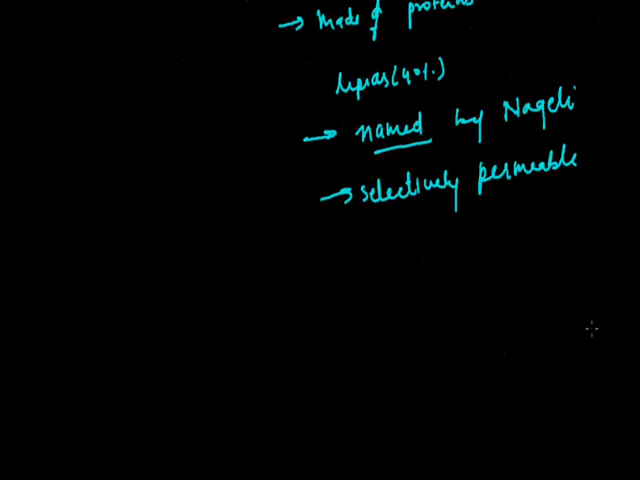 → Made of proteins
lipids (40%.)
→ named by Nageli
→ selectively permeable